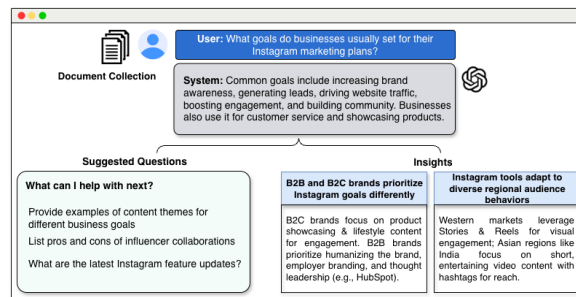 User: What goals do businesses usually set for their
Instagram marketing plans?
Document Collection
System: Common goals include increasing brand
awareness, generating leads, driving website traffic,
boosting engagement, and building community. Businesses
also use it for customer service and showcasing products.
Suggested Questions
What can I help with next?
Provide examples of content themes for
different business goals
List pros and cons of influencer collaborations
What are the latest Instagram feature updates?
Insights
B2B and B2C brands prioritize
Instagram goals differently
B2C brands focus on product
showcasing & lifestyle content
for engagement. B2B brands
prioritize humanizing the brand,
employer branding, and thought
leadership (e.g., HubSpot).
Instagram tools adapt to
diverse regional audience
behaviors
Western markets leverage
Stories & Reels for visual
engagement; Asian regions like
India focus on short,
entertaining video content with
hashtags for reach.